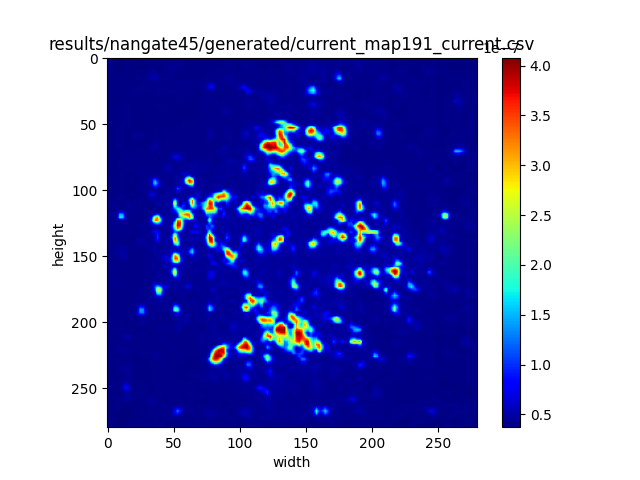 results/nangate45/generated/current_map191_current.csv
1e−7
0
50
100
150
200
250
height
0 50 100 150 200 250
width
4.0
3.5
3.0
2.5
2.0
1.5
1.0
0.5